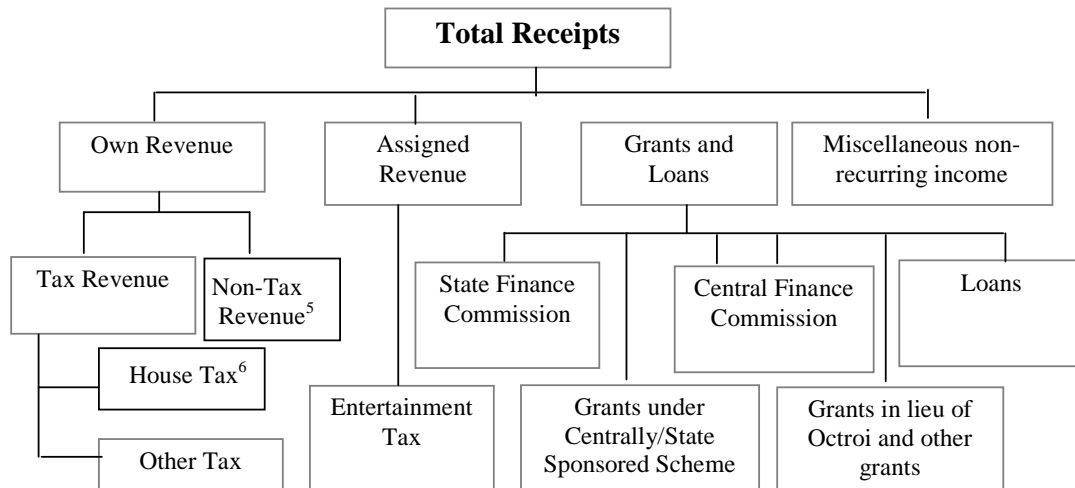 Total Receipts
Own Revenue
Assigned
Revenue
Grants and
Loans
Miscellaneous non-
recurring income
Tax Revenue
Non-Tax
Revenue⁵
State Finance
Commission
Central Finance
Commission
Loans
House Tax⁶
Other Tax
Entertainment
Tax
Grants under
Centrally/State
Sponsored Scheme
Grants in lieu of
Octroi and other
grants